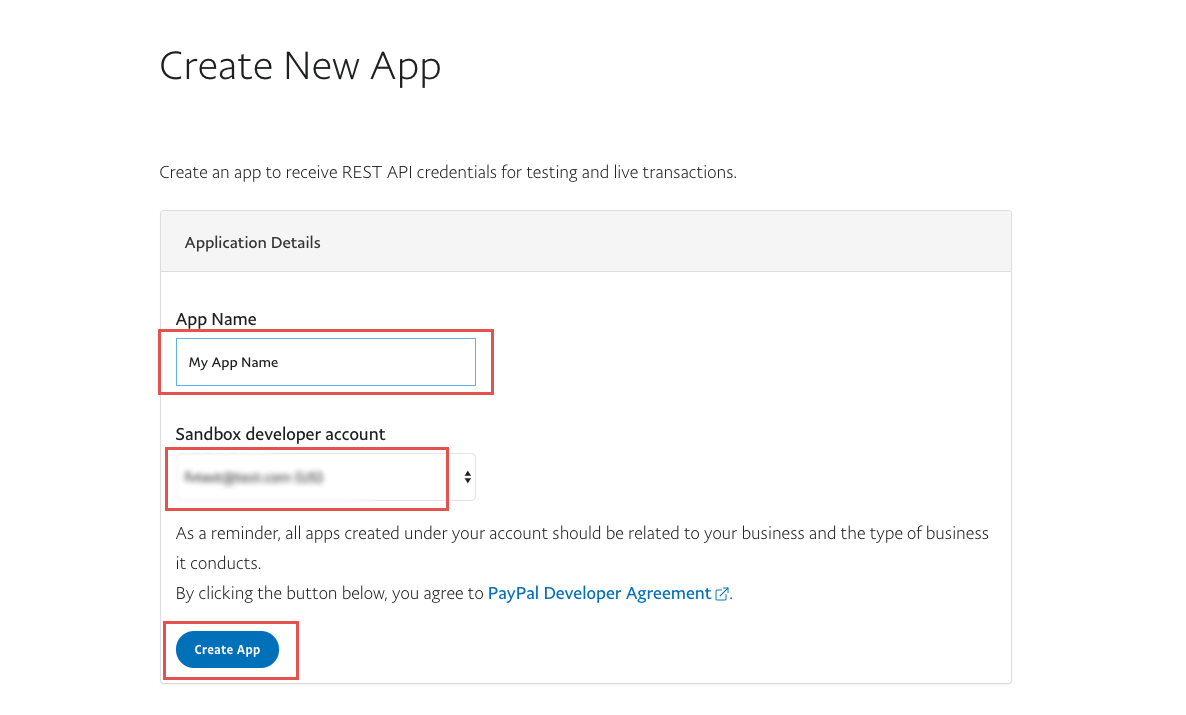 Create New App
Create an app to receive REST API credentials for testing and live transactions.
Application Details
App Name
My App Name
Sandbox developer account
As a reminder, all apps created under your account should be related to your business and the type of business
it conducts.
By clicking the button below, you agree to PayPal Developer Agreement.
Create App